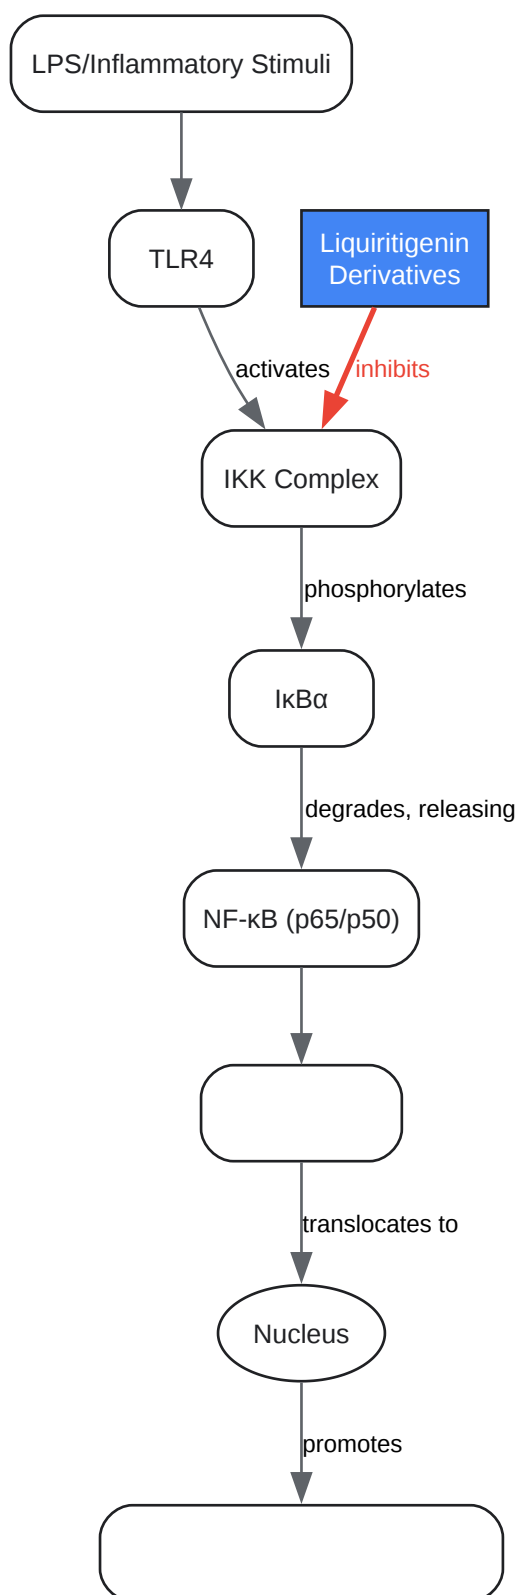 LPS/Inflammatory Stimuli
TLR4
Liquiritigenin
Derivatives
activates
inhibits
IKK Complex
phosphorylates
IκBα
degrades, releasing
NF-κB (p65/p50)
translocates to
Nucleus
promotes